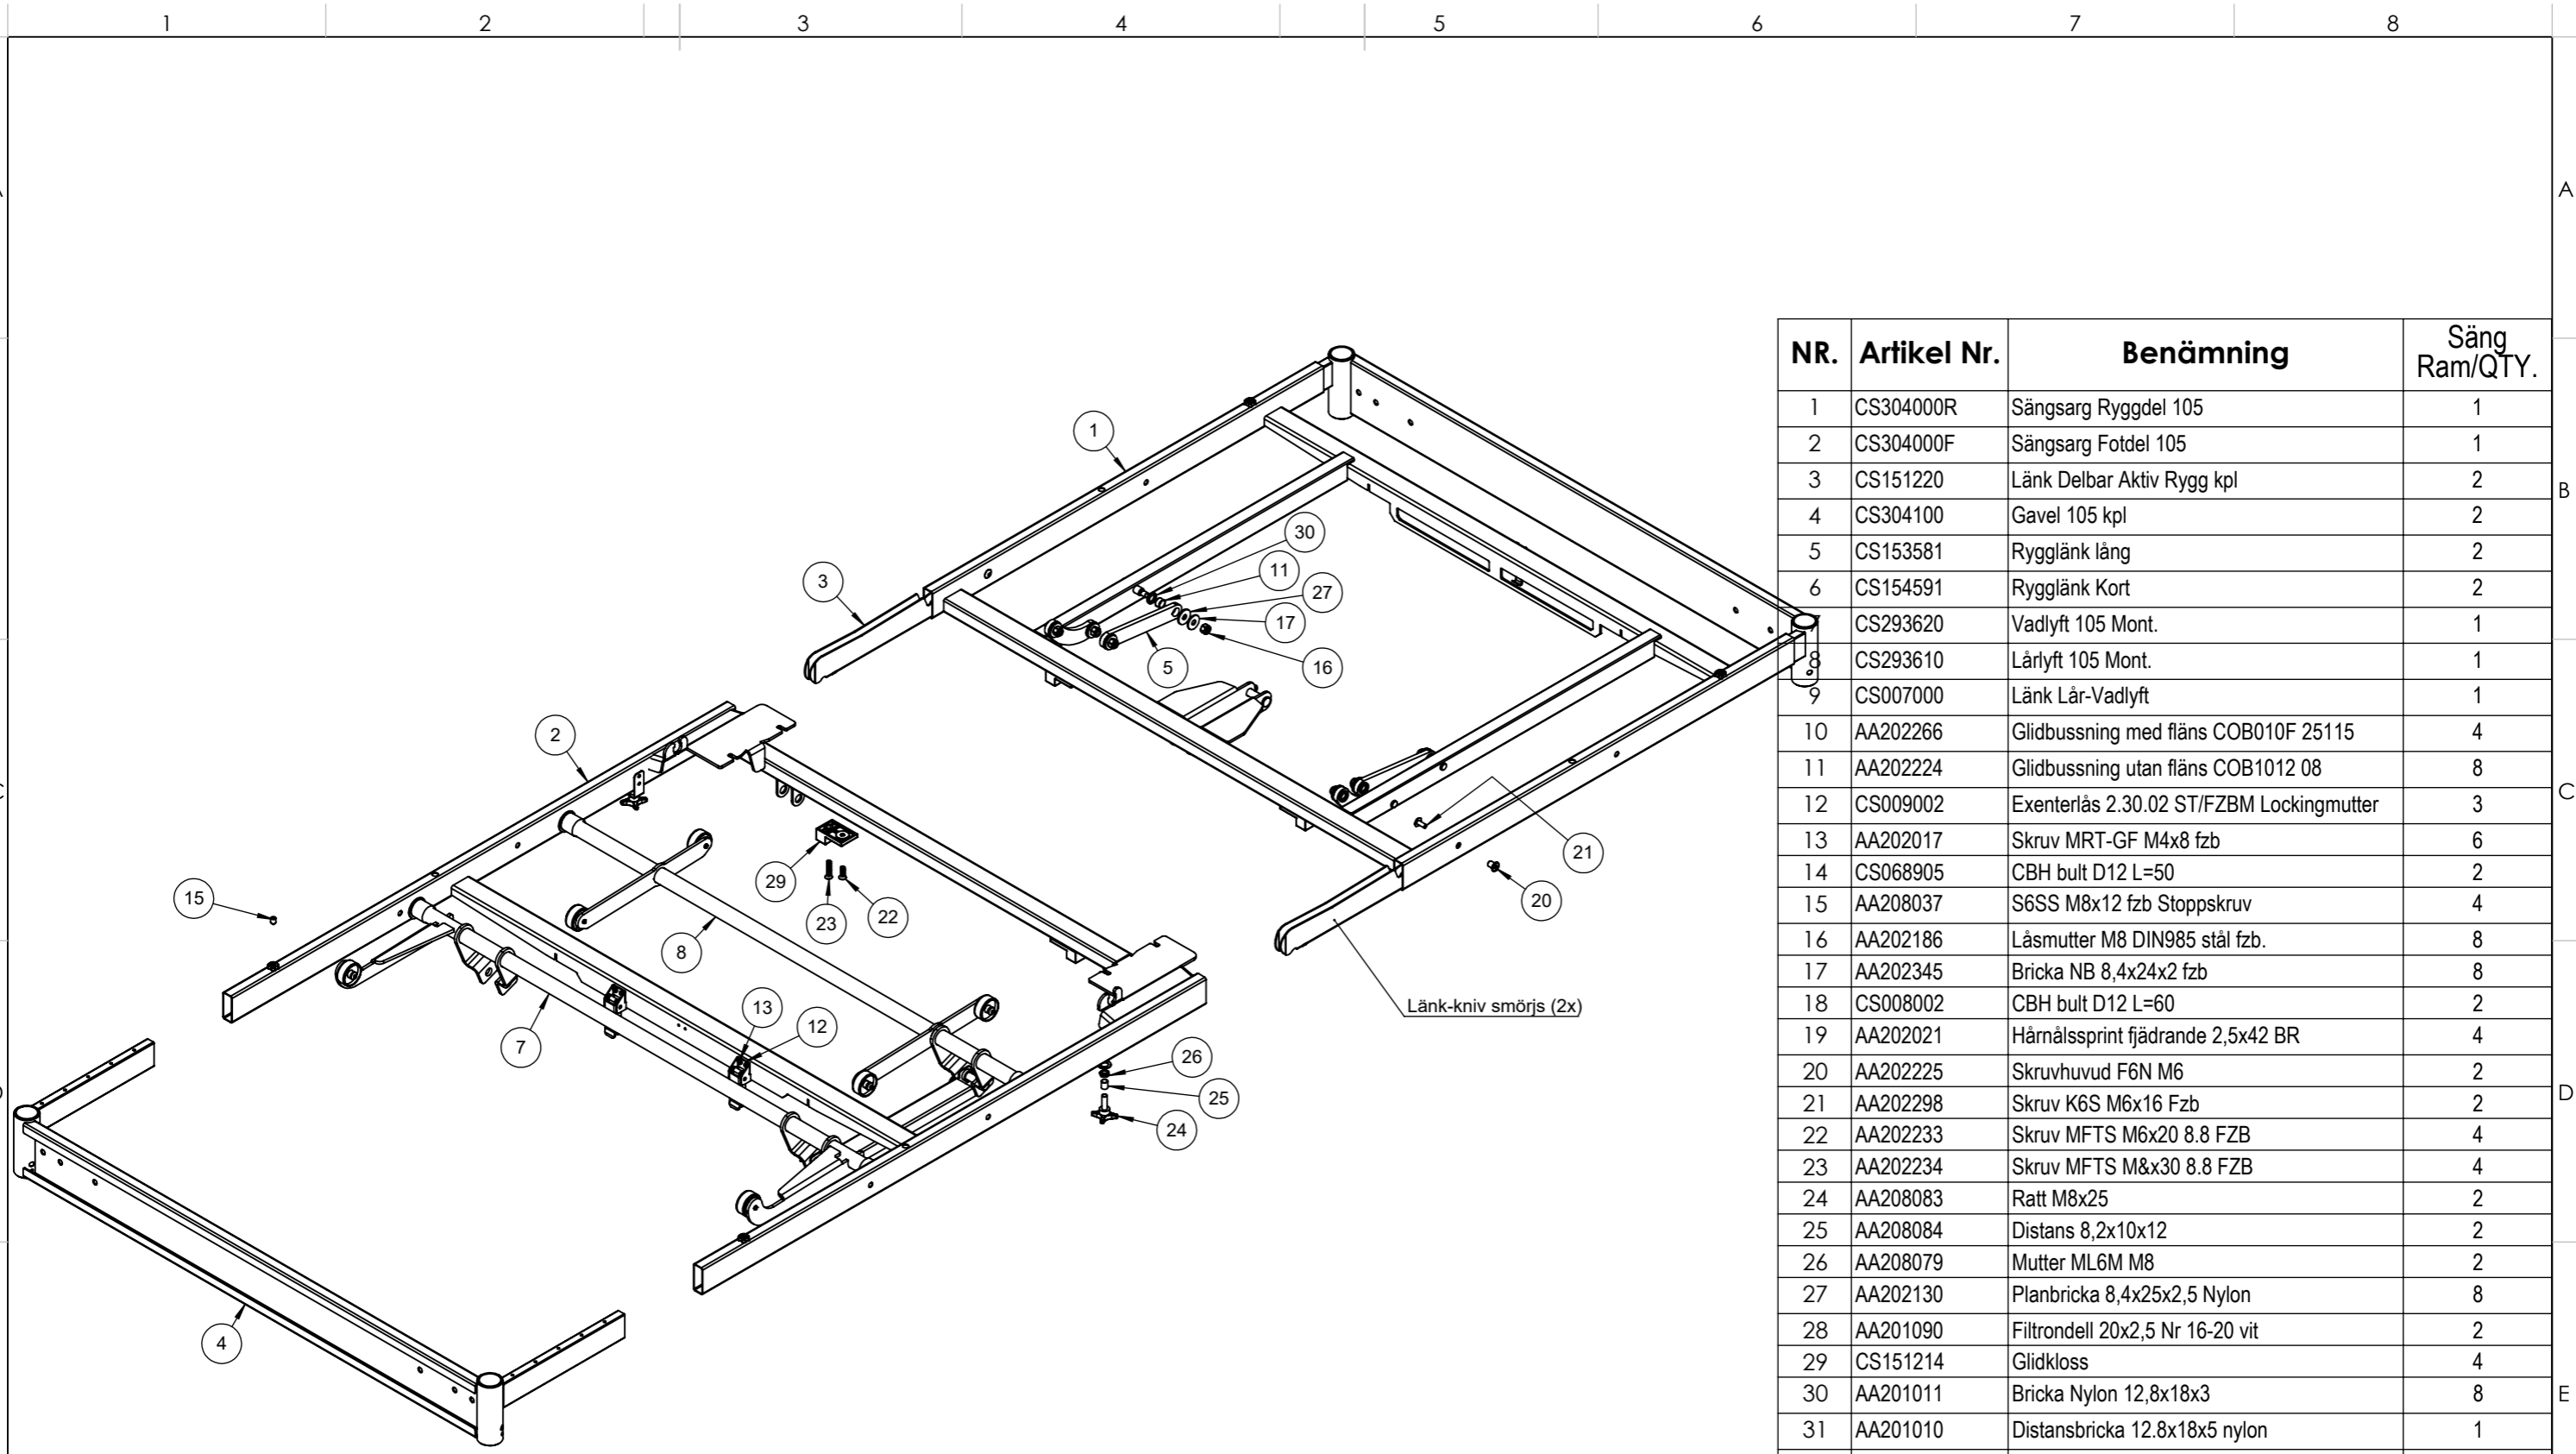 1 2 3 4 5 6 7 8
A
A
B
C
C
D
D
E
1
3
30
11
27
17
5
16
2
29
23
22
15
8
7
13
12
21
20
Länk-kniv smörjs (2x)
26
25
24
4
NR. Artikel Nr. Benämning Säng Ram/QTY.
1 CS304000R Sängsarg Ryggdel 105 1
2 CS304000F Sängsarg Fotdel 105 1
3 CS151220 Länk Delbar Aktiv Rygg kpl 2
4 CS304100 Gavel 105 kpl 2
5 CS153581 Rygglänk lång 2
6 CS154591 Rygglänk Kort 2
7 CS293620 Vadlyft 105 Mont. 1
8 CS293610 Lårlyft 105 Mont. 1
9 CS007000 Länk Lår-Vadlyft 1
10 AA202266 Glidbussning med fläns COB010F 25115 4
11 AA202224 Glidbussning utan fläns COB1012 08 8
12 CS009002 Exenterlås 2.30.02 ST/FZBM Lockingmutter 3
13 AA202017 Skruv MRT-GF M4x8 fzb 6
14 CS068905 CBH bult D12 L=50 2
15 AA208037 S6SS M8x12 fzb Stoppskruv 4
16 AA202186 Låsmutter M8 DIN985 stål fzb. 8
17 AA202345 Bricka NB 8,4x24x2 fzb 8
18 CS008002 CBH bult D12 L=60 2
19 AA202021 Hårnålssprint fjädrande 2,5x42 BR 4
20 AA202225 Skruvhuvud F6N M6 2
21 AA202298 Skruv K6S M6x16 Fzb 2
22 AA202233 Skruv MFTS M6x20 8.8 FZB 4
23 AA202234 Skruv MFTS M&x30 8.8 FZB 4
24 AA208083 Ratt M8x25 2
25 AA208084 Distans 8,2x10x12 2
26 AA208079 Mutter ML6M M8 2
27 AA202130 Planbricka 8,4x25x2,5 Nylon 8
28 AA201090 Filtrondell 20x2,5 Nr 16-20 vit 2
29 CS151214 Glidkloss 4
30 AA201011 Bricka Nylon 12,8x18x3 8
31 AA201010 Distansbricka 12.8x18x5 nylon 1